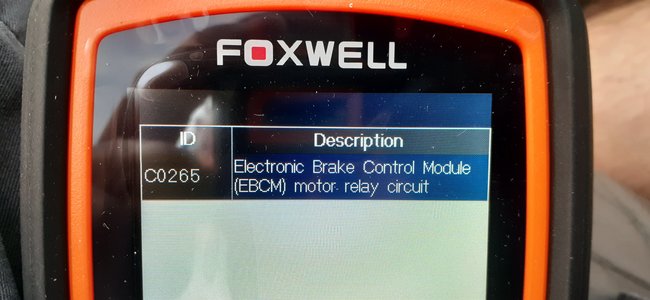 FOXWELL
ID Description
C0265 Electronic Brake Control Module
(EBCM) motor relay circuit